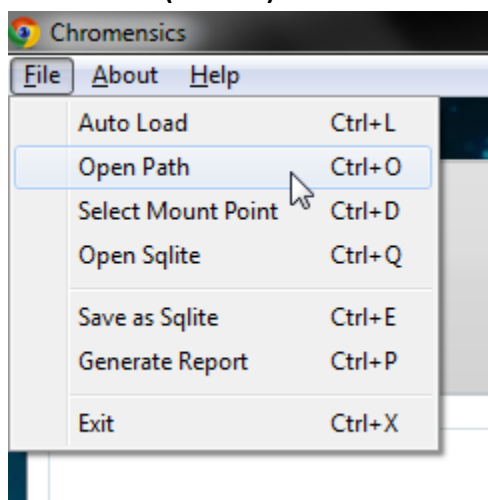 Chromensics
File About Help
Auto Load Ctrl+L
Open Path Ctrl+O
Select Mount Point Ctrl+D
Open Sqlite Ctrl+Q
Save as Sqlite Ctrl+E
Generate Report Ctrl+P
Exit Ctrl+X